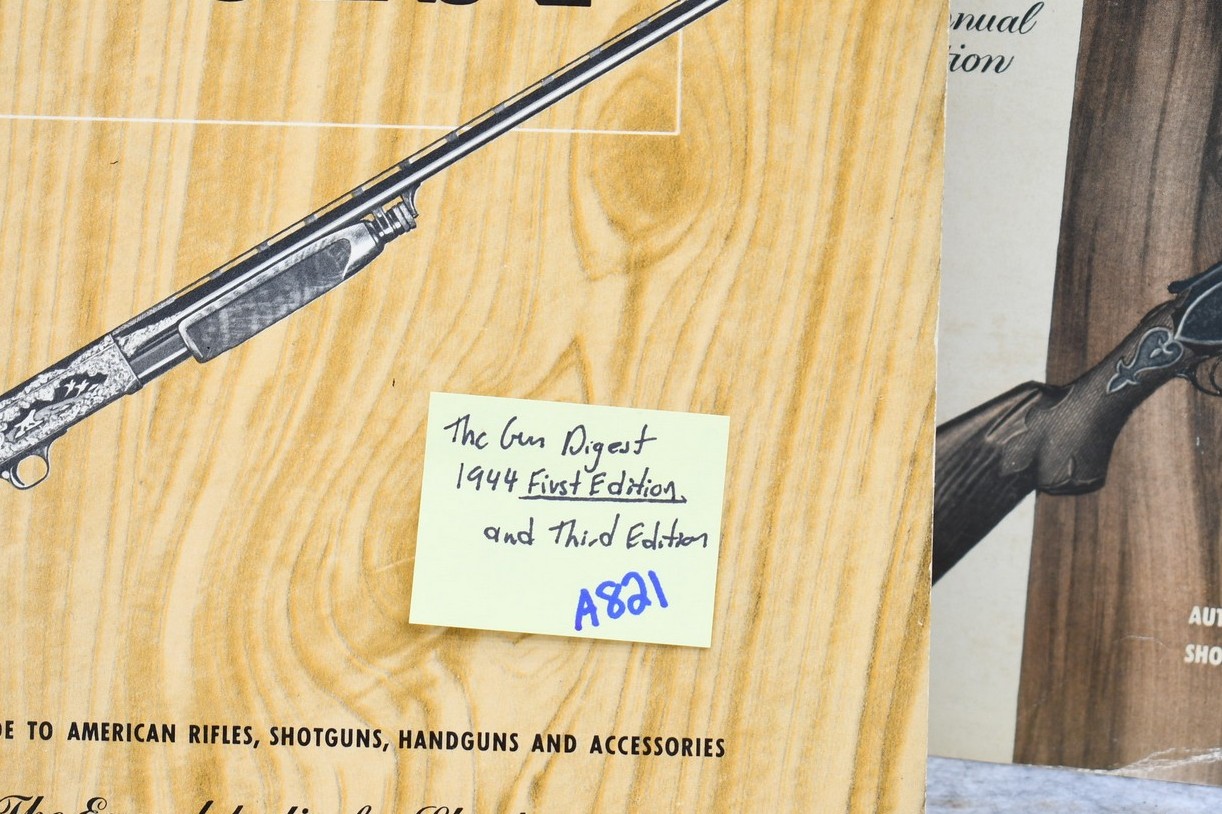 The Gun Digest
1944 First Edition
and Third Edition
A821
DE TO AMERICAN RIFLES, SHOTGUNS, HANDGUNS AND ACCESSORIES
The
nnual
tion
AUT
SHO